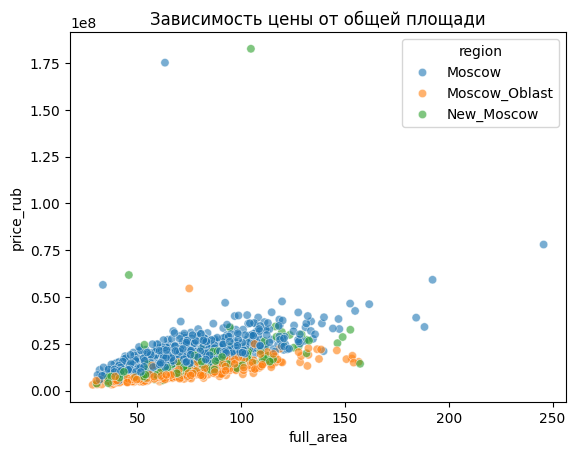 Зависимость цены от общей площади
1e8
region
Moscow
Moscow_Oblast
New_Moscow
1.75
1.50
1.25
1.00
0.75
0.50
0.25
0.00
price_rub
50
100
150
200
250
full_area